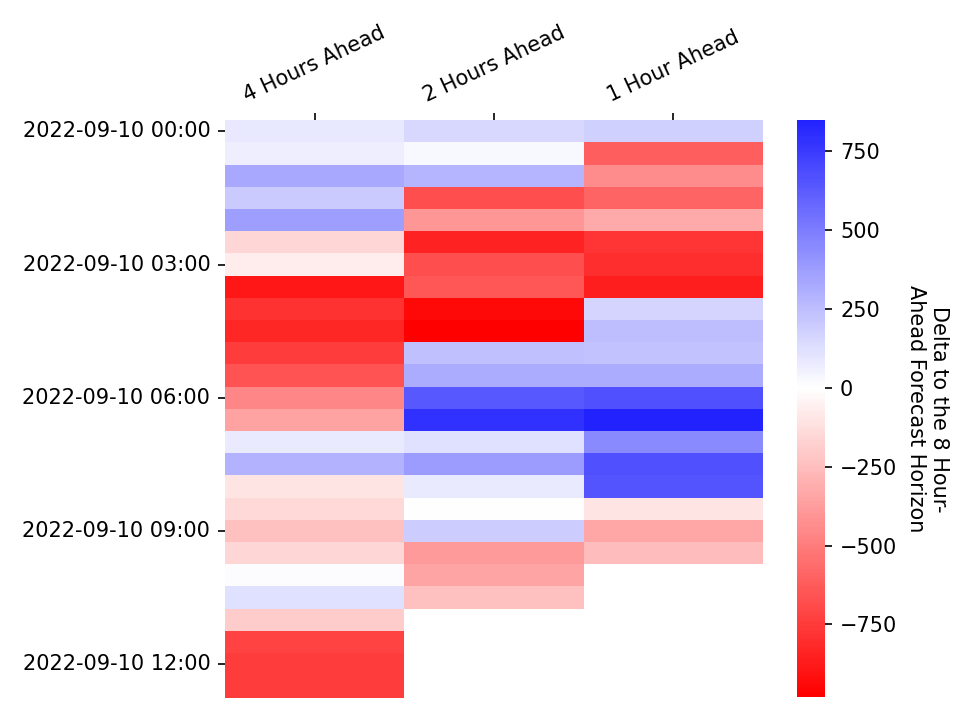 4 Hours Ahead
2 Hours Ahead
1 Hour Ahead
2022-09-10 00:00
2022-09-10 03:00
2022-09-10 06:00
2022-09-10 09:00
2022-09-10 12:00
750
500
250
0
−250
−500
−750
Delta to the 8 Hour-
Ahead Forecast Horizon